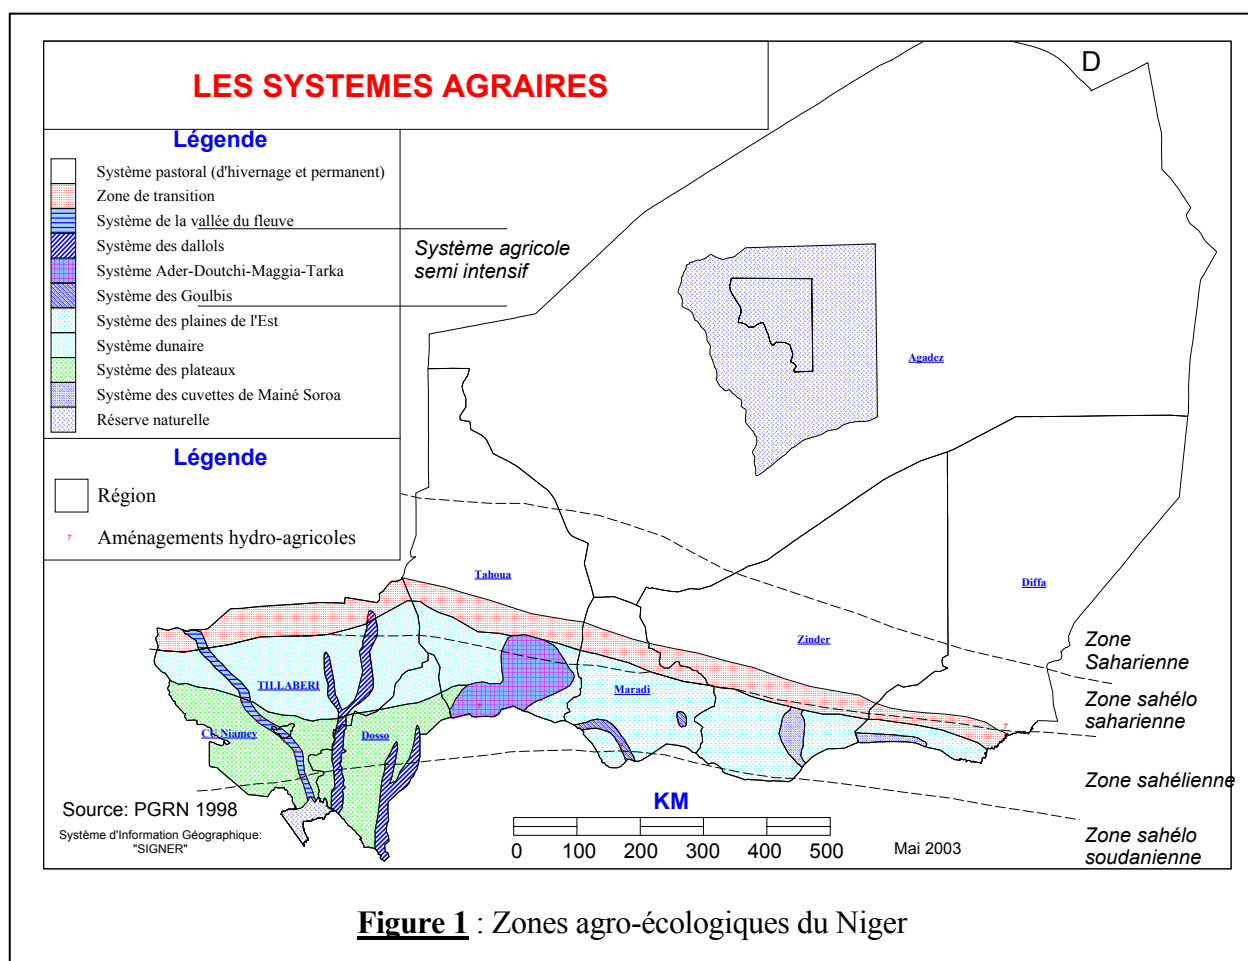 D
LES SYSTEMES AGRAIRES
Légende
Système pastoral (d'hivernage et permanent)
Zone de transition
Système de la vallée du fleuve
Système des dallols
Système Ader-Doutchi-Maggia-Tarka
Système des Goulbis
Système des plaines de l'Est
Système dunaire
Système des plateaux
Système des cuvettes de Mainé Soroa
Réserve naturelle
Système agricole
semi intensif
Légende
Région
7 Aménagements hydro-agricoles
Agadez
Tahoua
Diffa
Zinder
Maradi
TILLABERI
CU Niamey
Dosso
7
7
Zone
Saharienne
Zone sahélo
saharienne
Zone sahélienne
Zone sahélo
soudanienne
Source: PGRN 1998
Système d'Information Géographique:
"SIGNER"
KM
0 100 200 300 400 500
Mai 2003
Figure 1 : Zones agro-écologiques du Niger